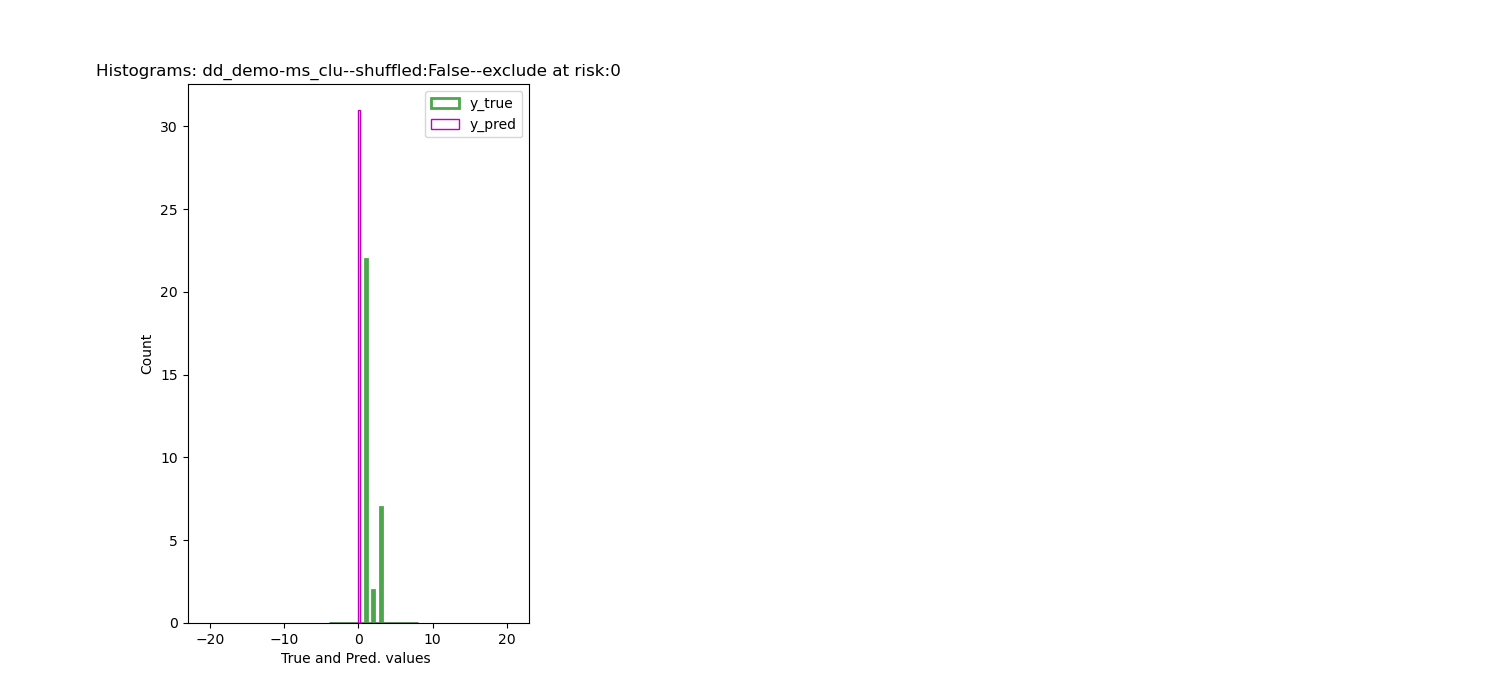 Histograms: dd_demo-ms_clu--shuffled:False--exclude at risk:0
y_true
y_pred
30
25
20
15
10
5
0
Count
−20 −10 0 10 20
True and Pred. values